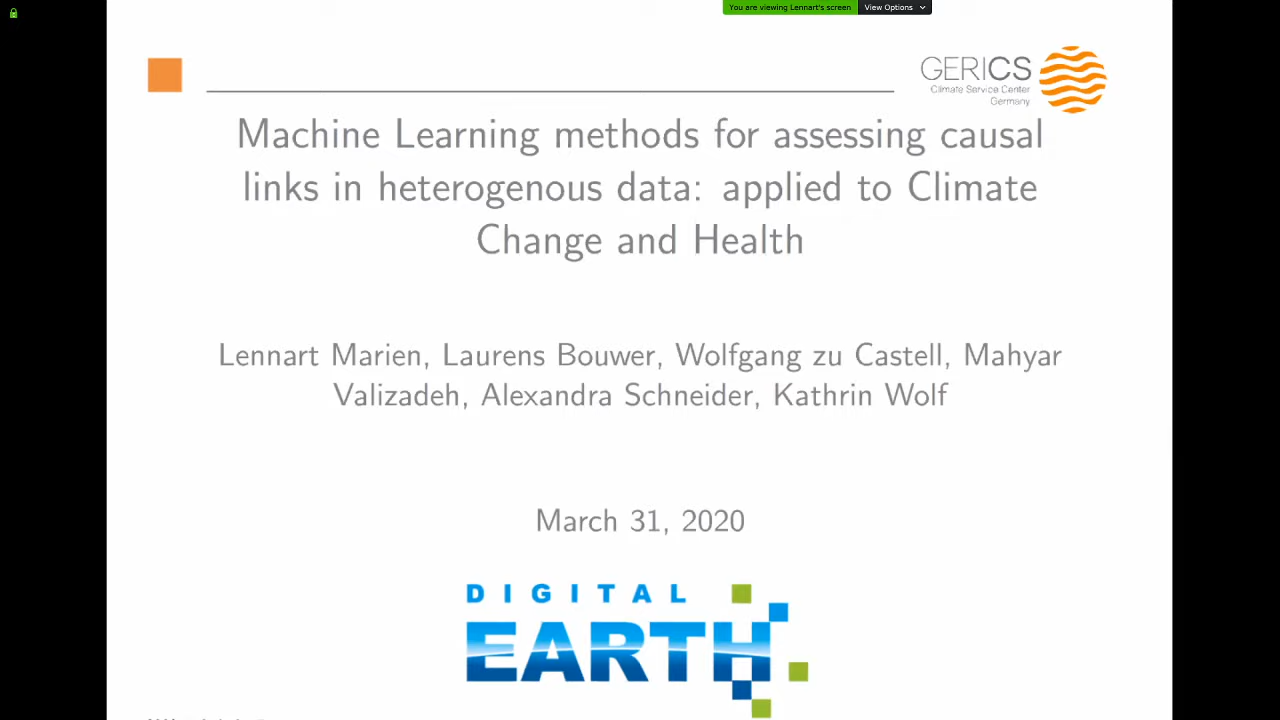 You are viewing Lennart's screen View Options
GERICS
Climate Service Center
Germany
Machine Learning methods for assessing causal
links in heterogenous data: applied to Climate
Change and Health
Lennart Marien, Laurens Bouwer, Wolfgang zu Castell, Mahyar
Valizadeh, Alexandra Schneider, Kathrin Wolf
March 31, 2020
DIGITAL
EARTH